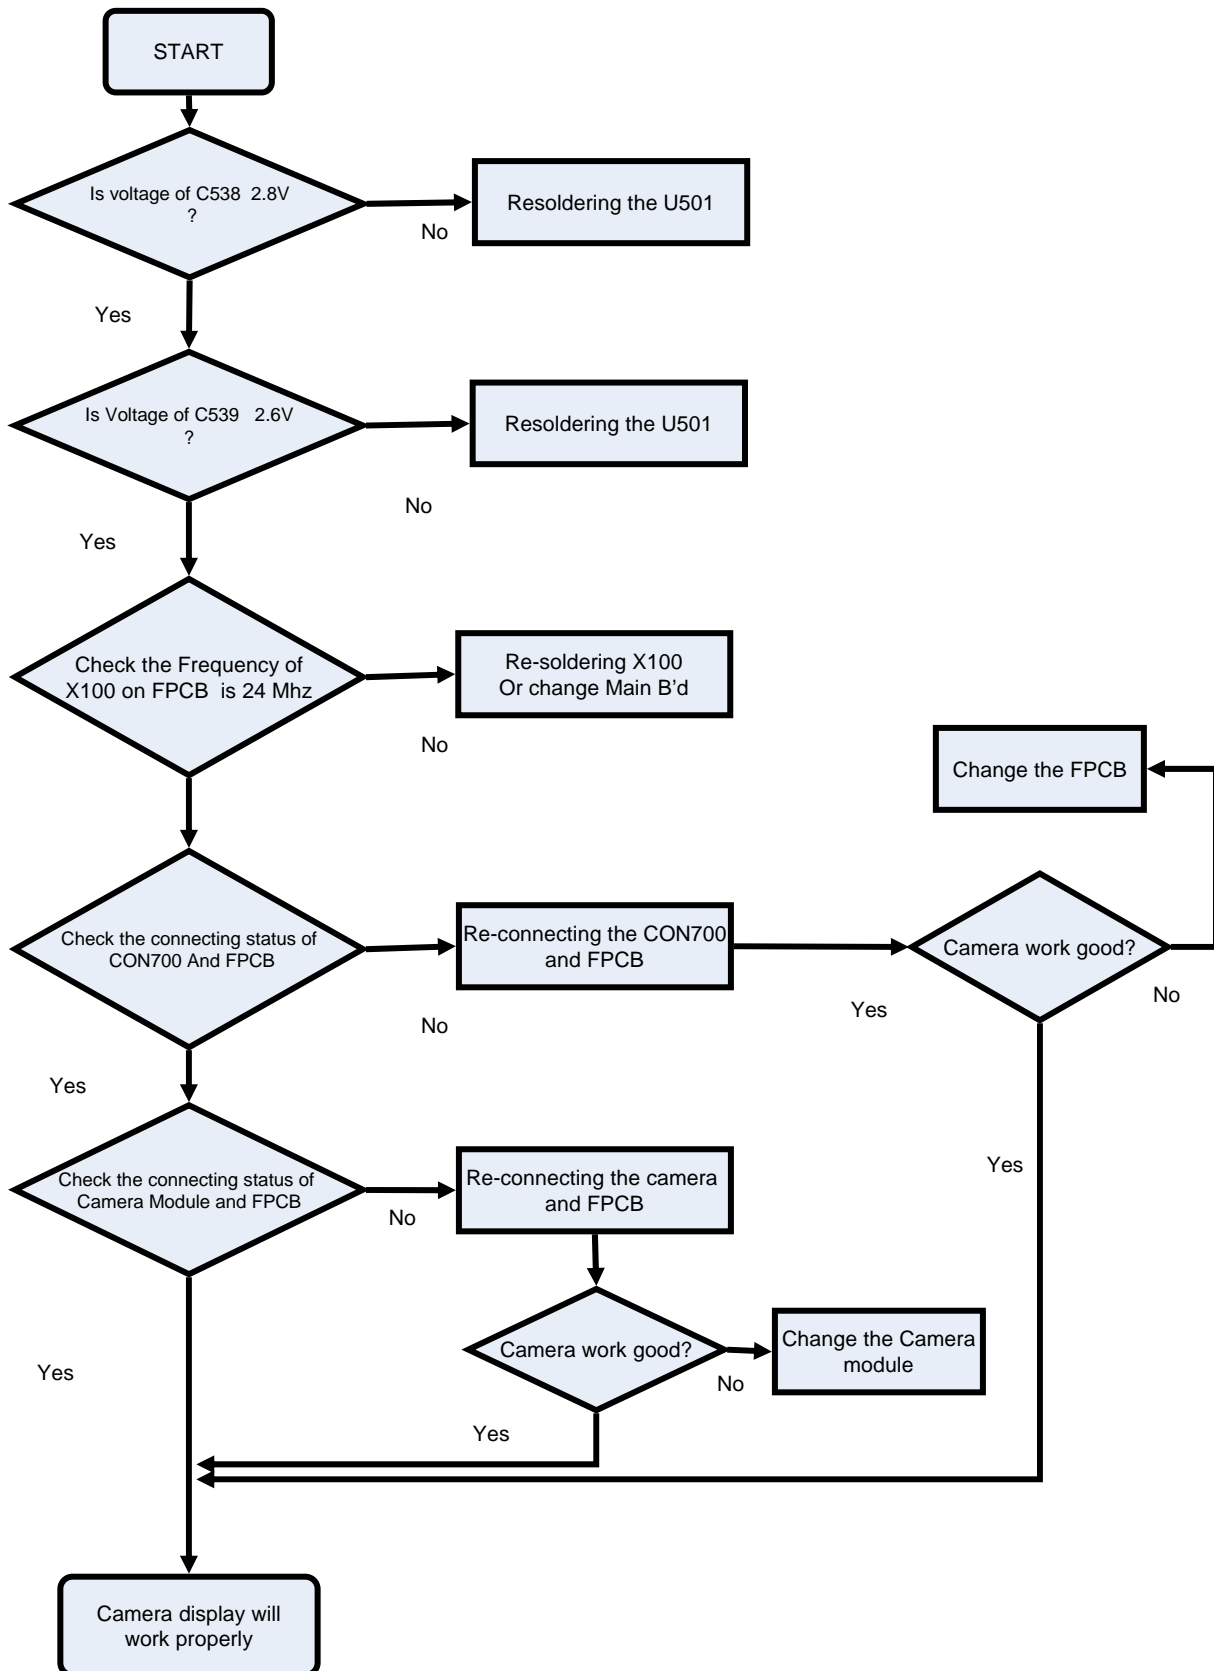 START
Is voltage of C538 2.8V
?
No
Resoldering the U501
Yes
Is Voltage of C539 2.6V
?
Resoldering the U501
No
Yes
Check the Frequency of
X100 on FPCB is 24 Mhz
Re-soldering X100
Or change Main B’d
No
Change the FPCB
Check the connecting status of
CON700 And FPCB
Re-connecting the CON700
and FPCB
Camera work good?
No
Yes
No
Yes
Check the connecting status of
Camera Module and FPCB
No
Re-connecting the camera
and FPCB
Yes
Camera work good?
No
Change the Camera
module
Yes
Yes
Camera display will
work properly